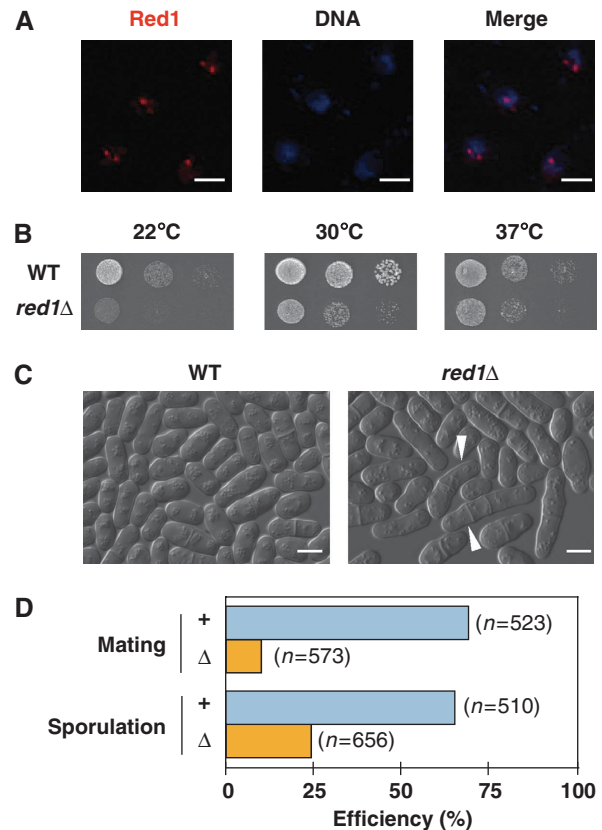 A
Red1
DNA
Merge
B
22°C
30°C
37°C
WT
red1Δ
C
WT
red1Δ
D
Mating
+
(n=523)
Δ
(n=573)
Sporulation
+
(n=510)
Δ
(n=656)
0 25 50 75 100
Efficiency (%)